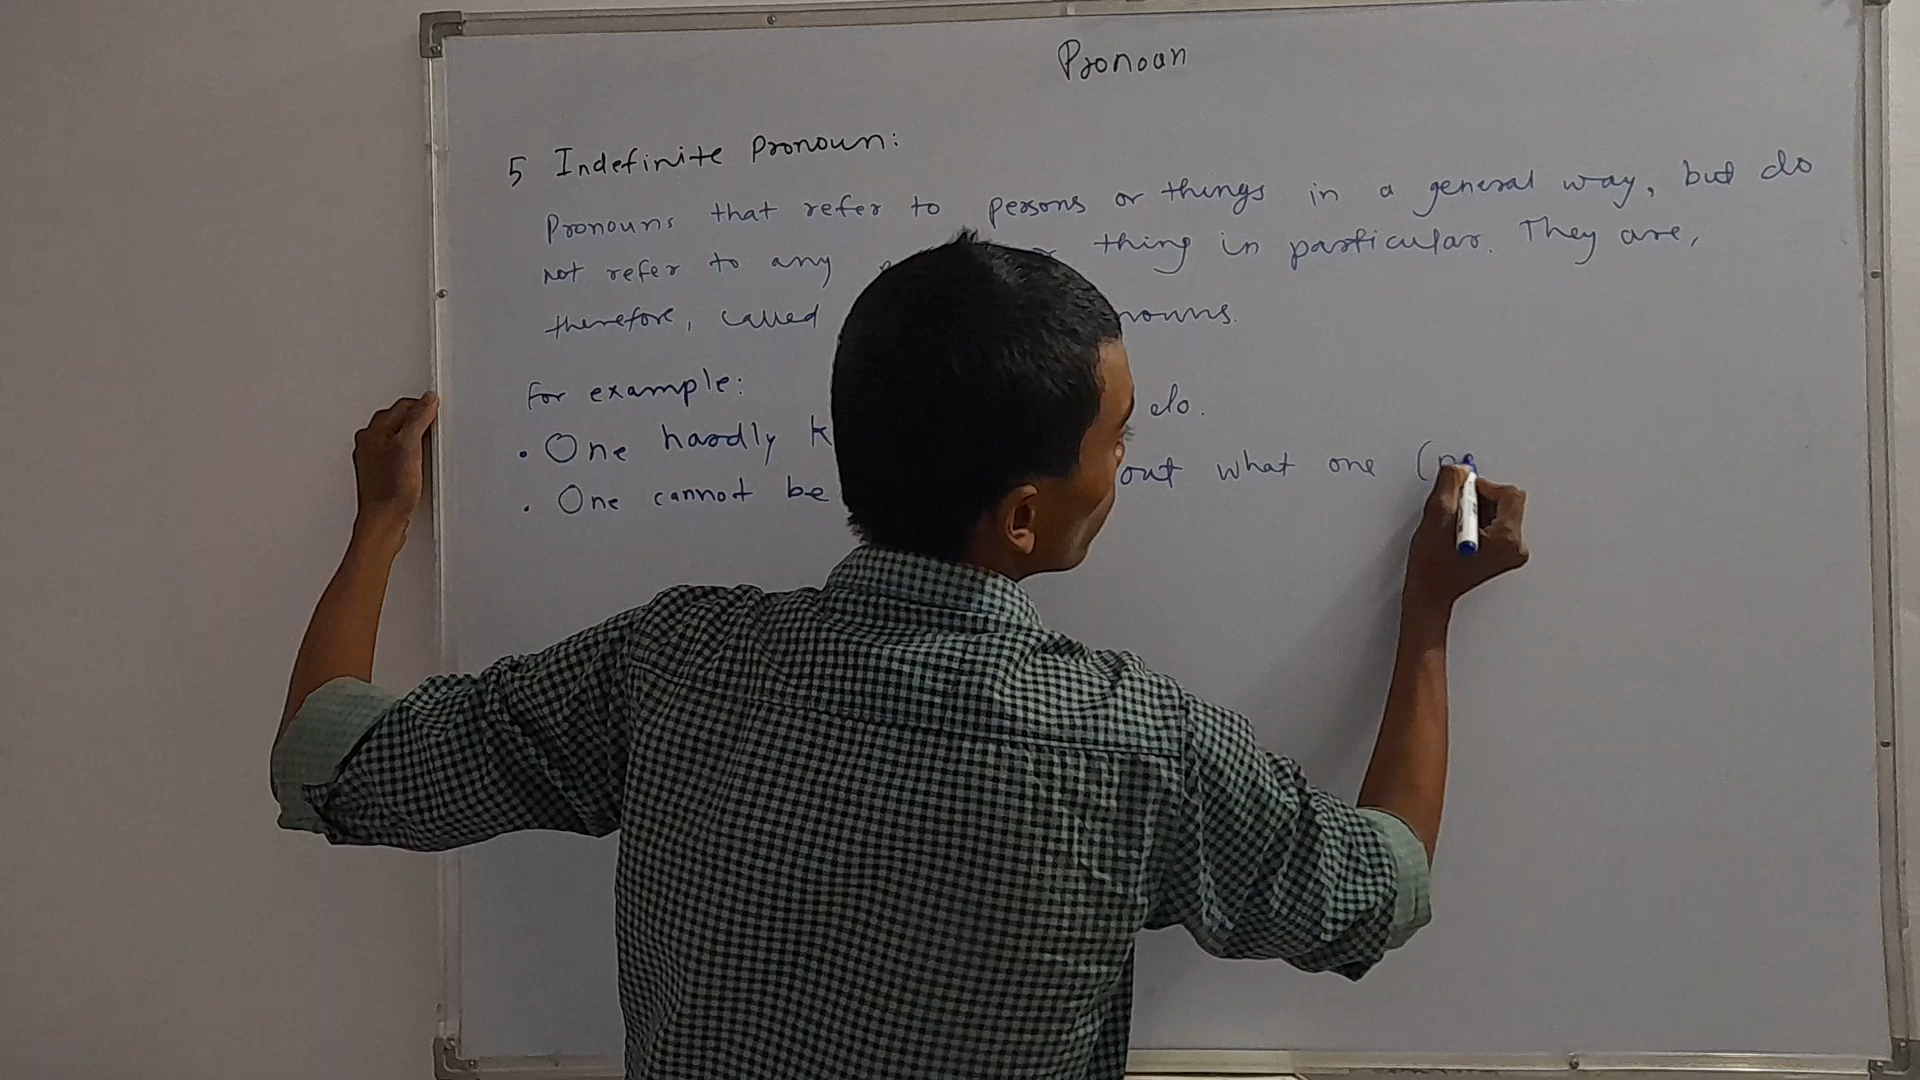 Pronoun
5 Indefinite Pronoun:
Pronouns that refer to persons or things in a general way, but do
not refer to any thing in particular. They are,
therefore, called nouns.
For example:
• One hardly k do.
• One cannot be out what one (ne